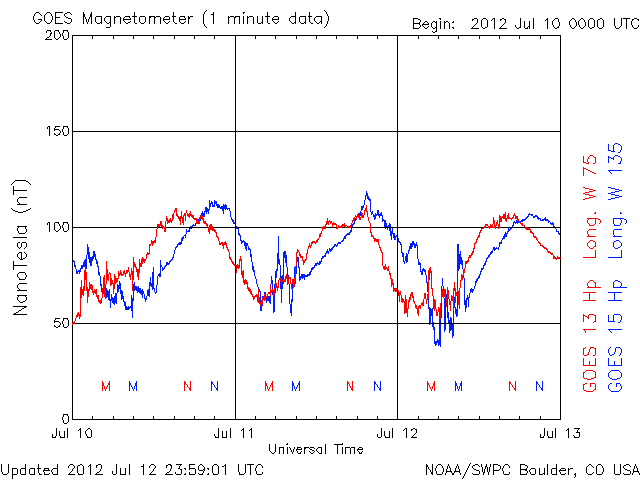 GOES Magnetometer (1 minute data)
Begin: 2012 Jul 10 0000 UTC
200
150
100
50
0
NanoTesla (nT)
M M N N M M N N M M N N
Jul 10 Jul 11 Jul 12 Jul 13
Universal Time
GOES 13 Hp Long. W 75
GOES 15 Hp Long. W 135
Updated 2012 Jul 12 23:59:01 UTC
NOAA/SWPC Boulder, CO USA